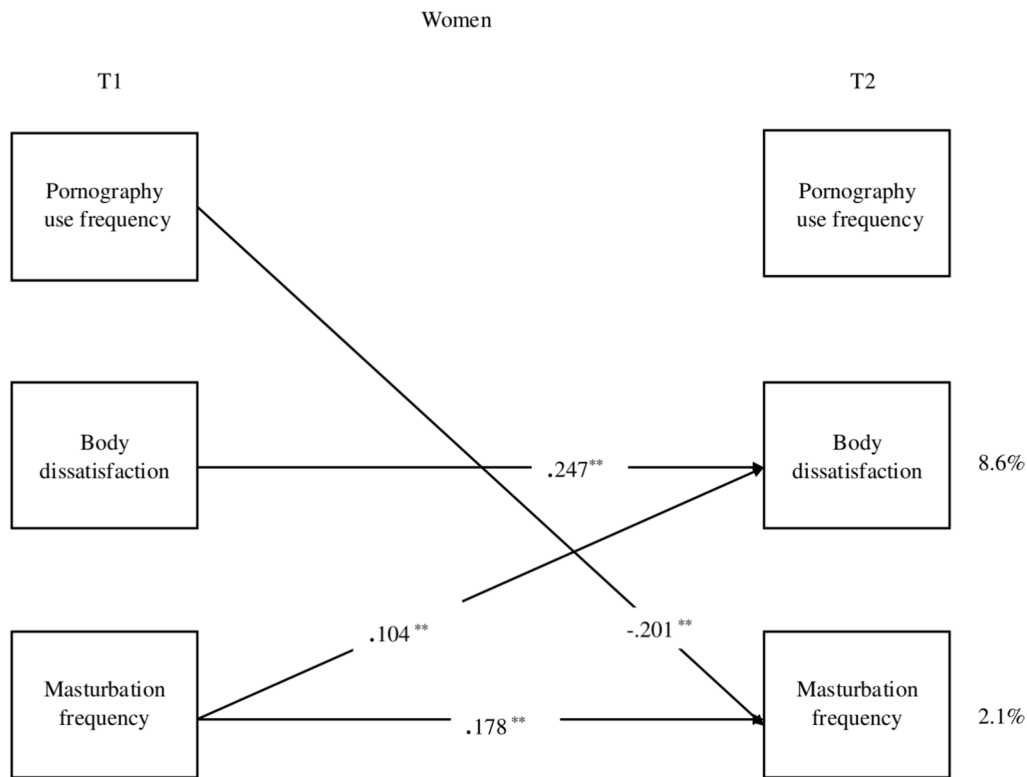 Women
T1
T2
Pornography
use frequency
Pornography
use frequency
Body
dissatisfaction
Body
dissatisfaction
8.6%
.247**
.104**
-.201**
Masturbation
frequency
Masturbation
frequency
2.1%
.178**